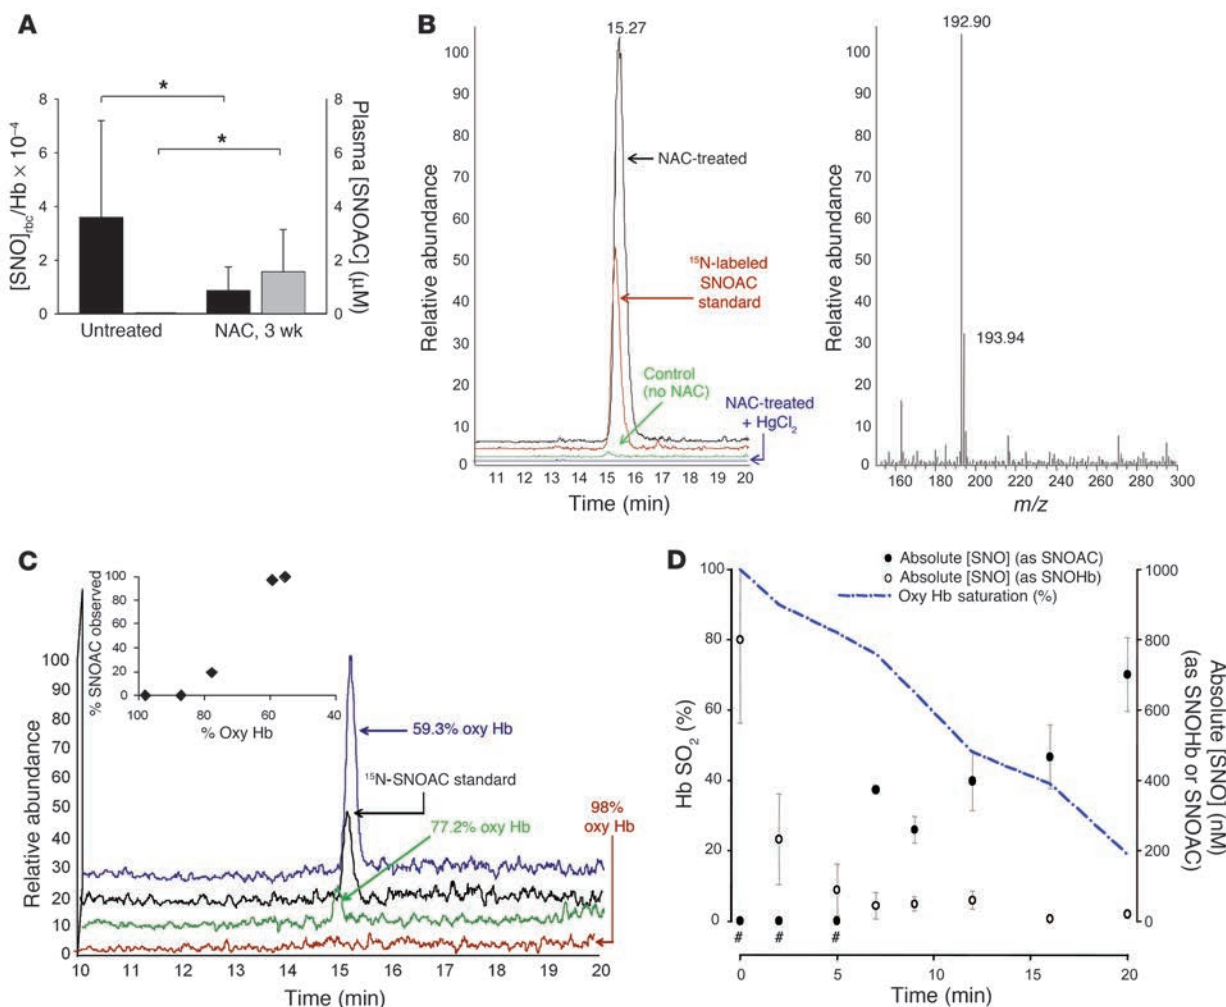 A
*
*
8
6
4
2
0
[SNO]rbc/Hb × 10⁻⁴
8
6
4
2
0
Plasma [SNOAC] (μM)
Untreated
NAC, 3 wk
B
15.27
100
90
80
70
60
50
40
30
20
10
0
Relative abundance
NAC-treated
¹⁵N-labeled
SNOAC
standard
Control
(no NAC)
NAC-treated
+ HgCl₂
11 12 13 14 15 16 17 18 19 20
Time (min)
192.90
193.94
100
90
80
70
60
50
40
30
20
10
0
Relative abundance
160 180 200 220 240 260 280 300
m/z
C
100
80
60
40
20
0
% SNOAC observed
100 80 60 40
% Oxy Hb
100
90
80
70
60
50
40
30
20
10
0
Relative abundance
59.3% oxy Hb
¹⁵N-SNOAC standard
77.2% oxy Hb
98%
oxy Hb
10 11 12 13 14 15 16 17 18 19 20
Time (min)
D
Absolute [SNO] (as SNOAC)
Absolute [SNO] (as SNOHb)
Oxy Hb saturation (%)
100
80
60
40
20
0
Hb SO₂ (%)
1000
800
600
400
200
0
Absolute [SNO] (nM)
(as SNOHb or SNOAC)
# # #
0 5 10 15 20
Time (min)